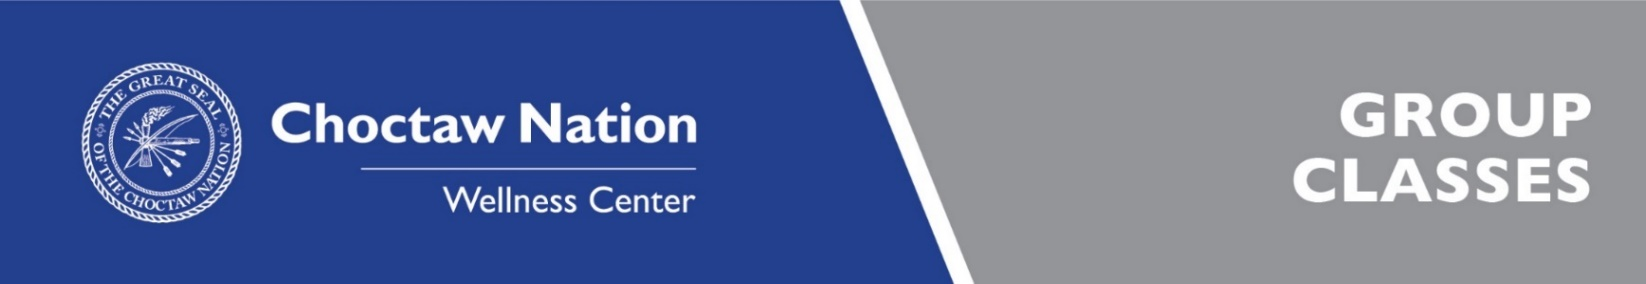 THE GREAT SEAL
OF THE CHOCTAW NATION
Choctaw Nation
Wellness Center
GROUP
CLASSES